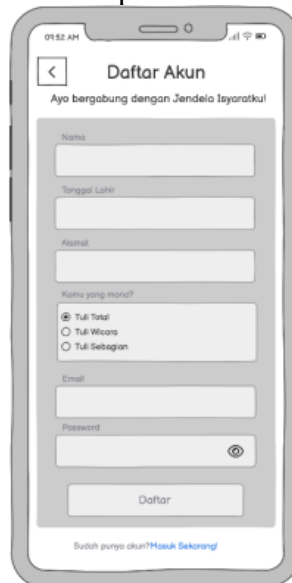 09:52 AM
Daftar Akun
Ayo bergabung dengan Jendela Isyaratku!
Nama
Tanggal Lahir
Alamat
Kamu yang mana?
Tuli Total
Tuli Wicara
Tuli Sebagian
Email
Password
Daftar
Sudah punya akun?Masuk Sekarang!